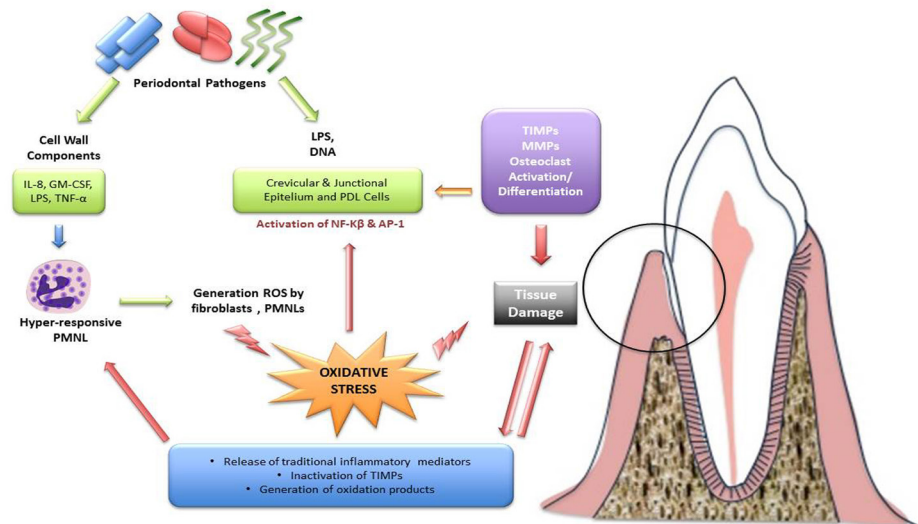 Periodontal Pathogens
Cell Wall
Components
IL-8, GM-CSF,
LPS, TNF-α
Hyper-responsive
PMNL
Generation ROS by
fibroblasts , PMNLs
LPS,
DNA
Crevicular & Junctional
Epitelium and PDL Cells
Activation of NF-Kβ & AP-1
TIMPs
MMPs
Osteoclast
Activation/
Differentiation
Tissue
Damage
OXIDATIVE
STRESS
• Release of traditional inflammatory mediators
• Inactivation of TIMPs
• Generation of oxidation products